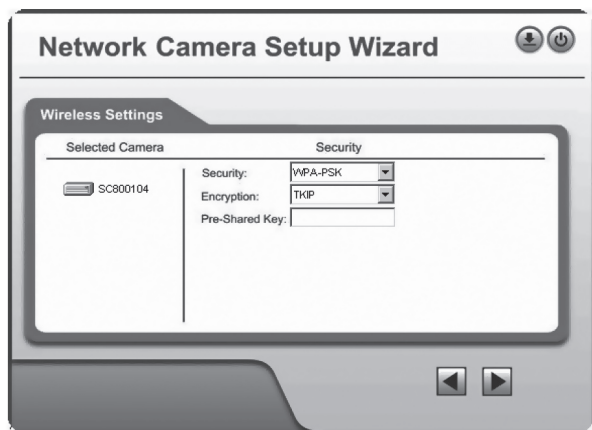 Network Camera Setup Wizard
Wireless Settings
Selected Camera Security
SC800104
Security: WPA-PSK
Encryption: TKIP
Pre-Shared Key: